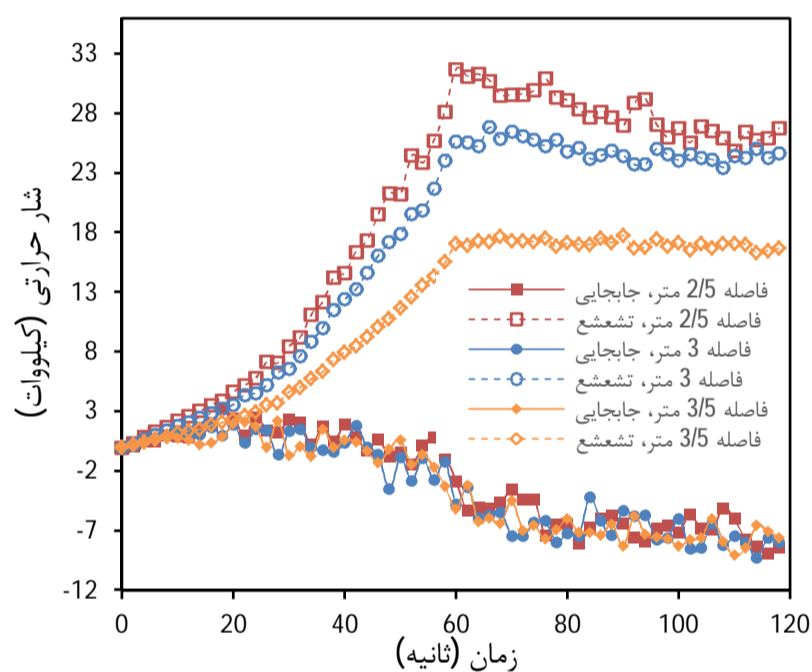 شار حرارتی (کیلووات)
33
28
23
18
13
8
3
-2
-7
-12
فاصله 2/5 متر، جابجایی
فاصله 2/5 متر، تشعشع
فاصله 3 متر، جابجایی
فاصله 3 متر، تشعشع
فاصله 3/5 متر، جابجایی
فاصله 3/5 متر، تشعشع
0 20 40 60 80 100 120
زمان (ثانیه)